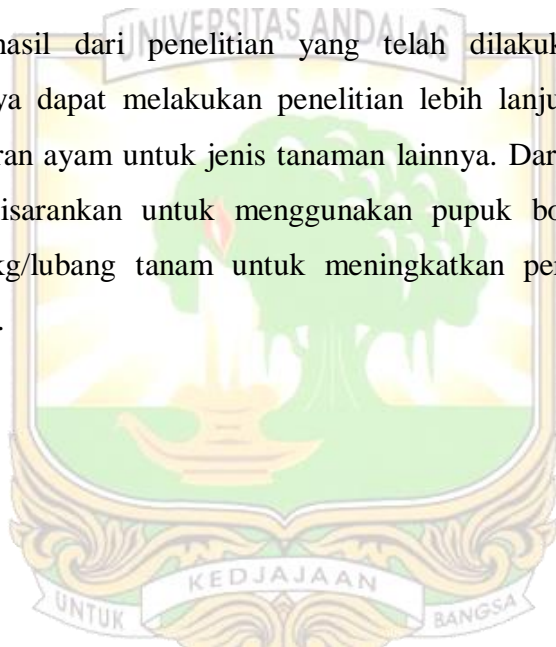 UNIVERSITAS ANDALAS
hasil dari penelitian yang telah dilakuk
ya dapat melakukan penelitian lebih lanju
ran ayam untuk jenis tanaman lainnya. Dar
isarankan untuk menggunakan pupuk bo
kg/lubang tanam untuk meningkatkan per
.
KEDJAJAAN
UNTUK BANGSA